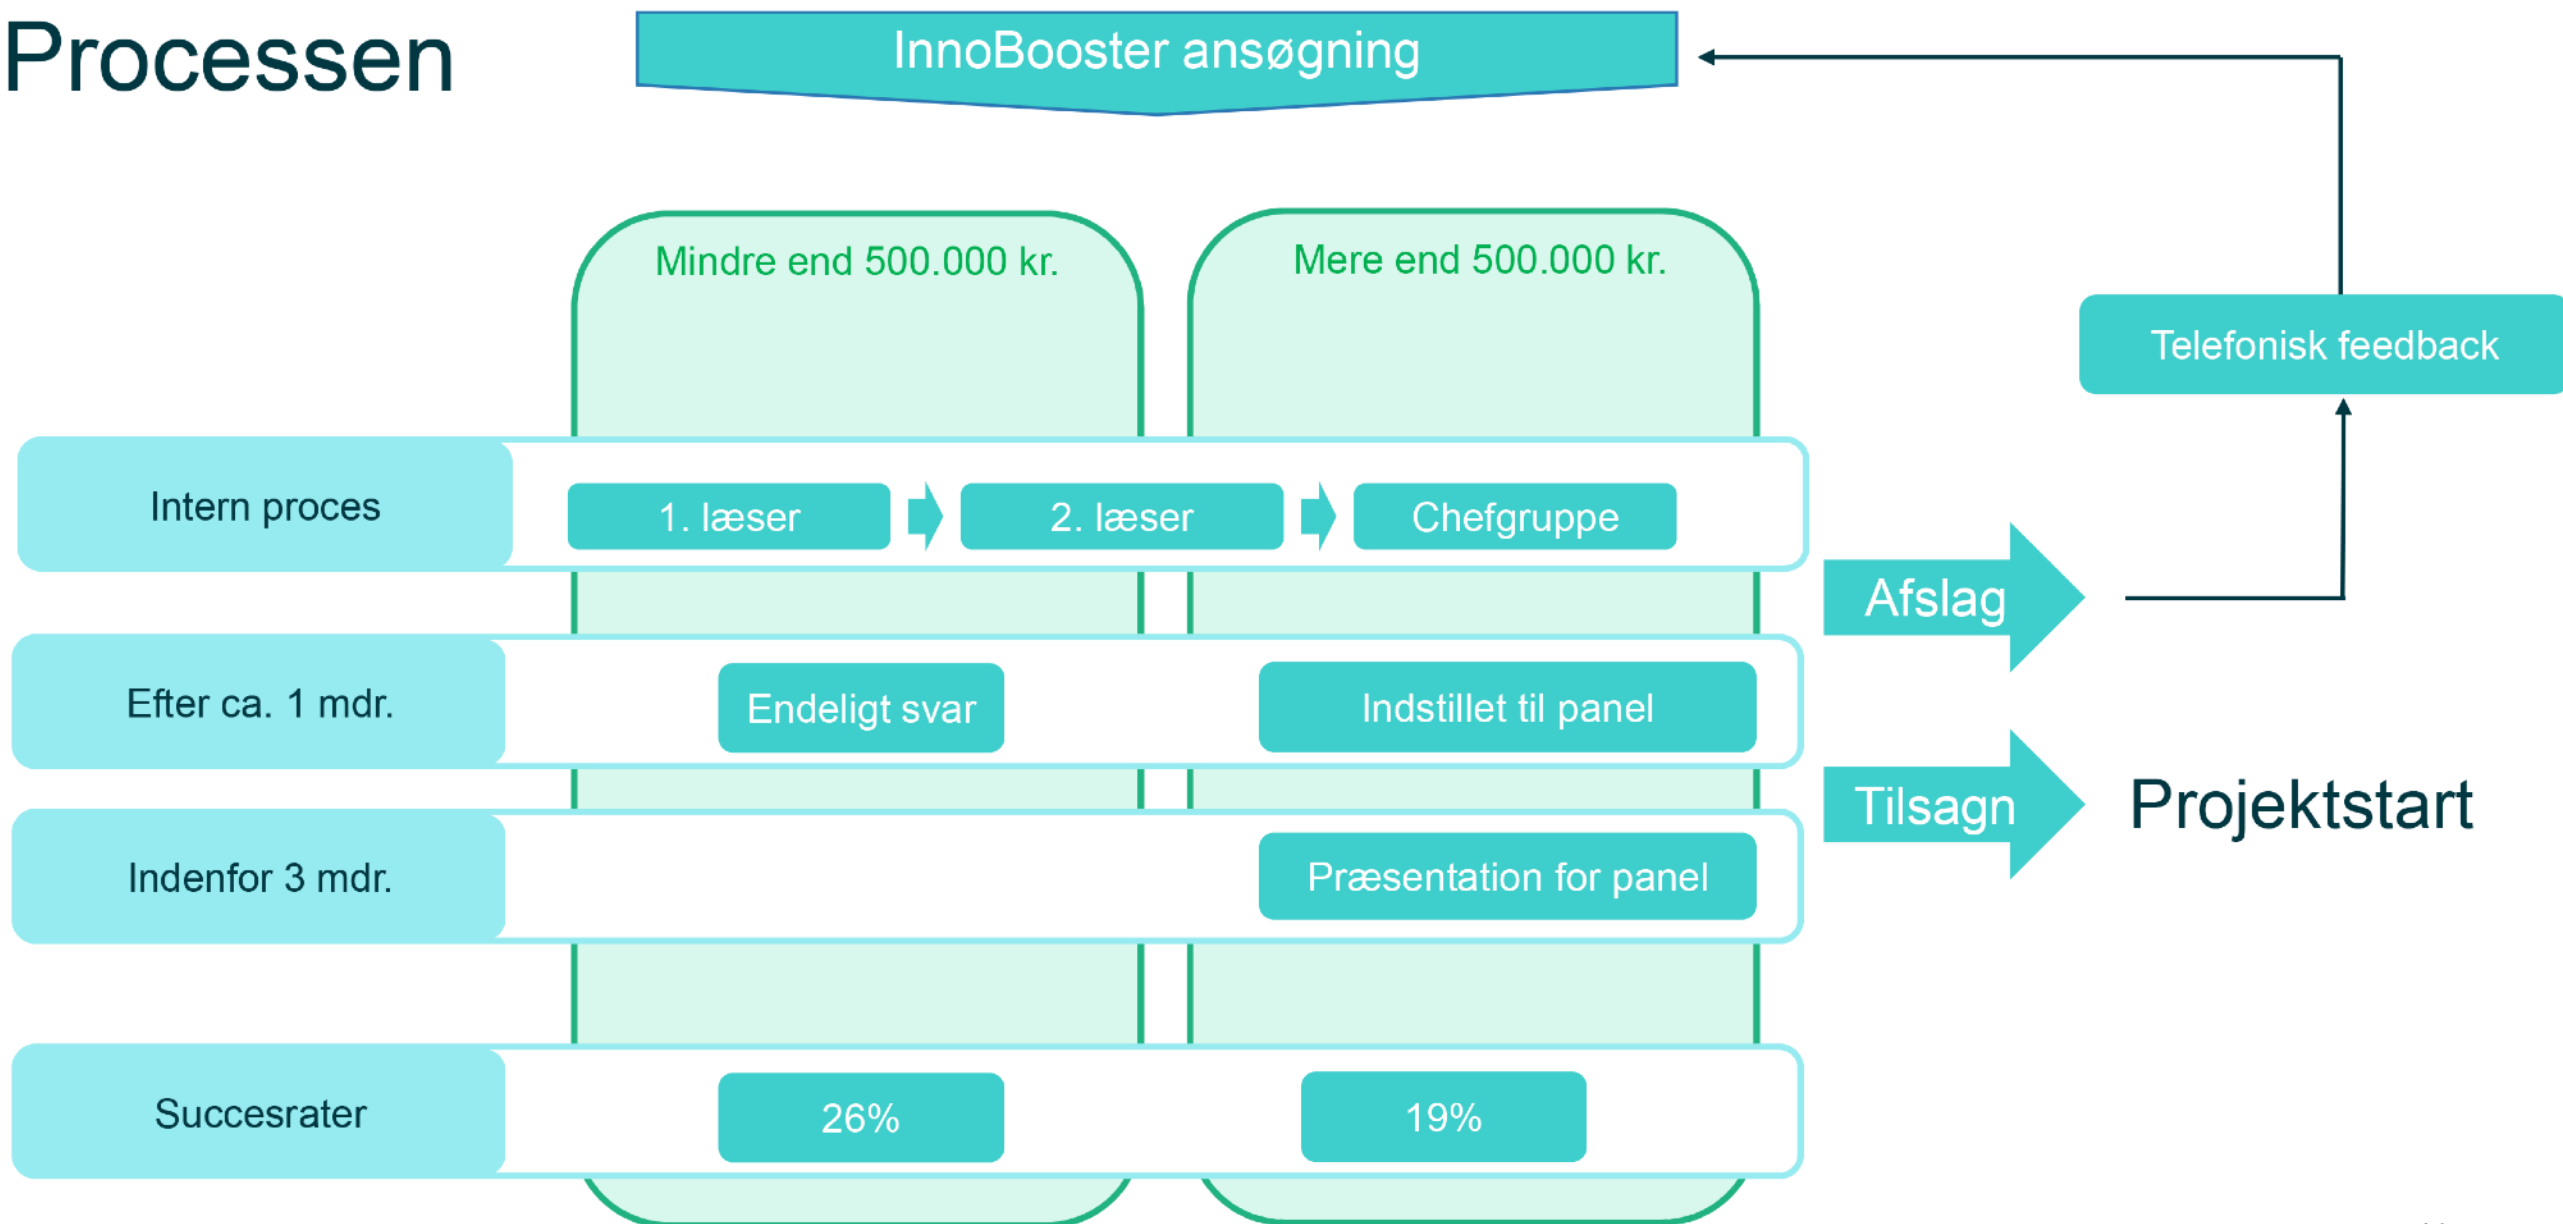 Processen
InnoBooster ansøgning
Mindre end 500.000 kr.
Mere end 500.000 kr.
Telefonisk feedback
Intern proces
1. læser
2. læser
Chefgruppe
Afslag
Efter ca. 1 mdr.
Endeligt svar
Indstillet til panel
Tilsagn
Projektstart
Indenfor 3 mdr.
Præsentation for panel
Succesrater
26%
19%